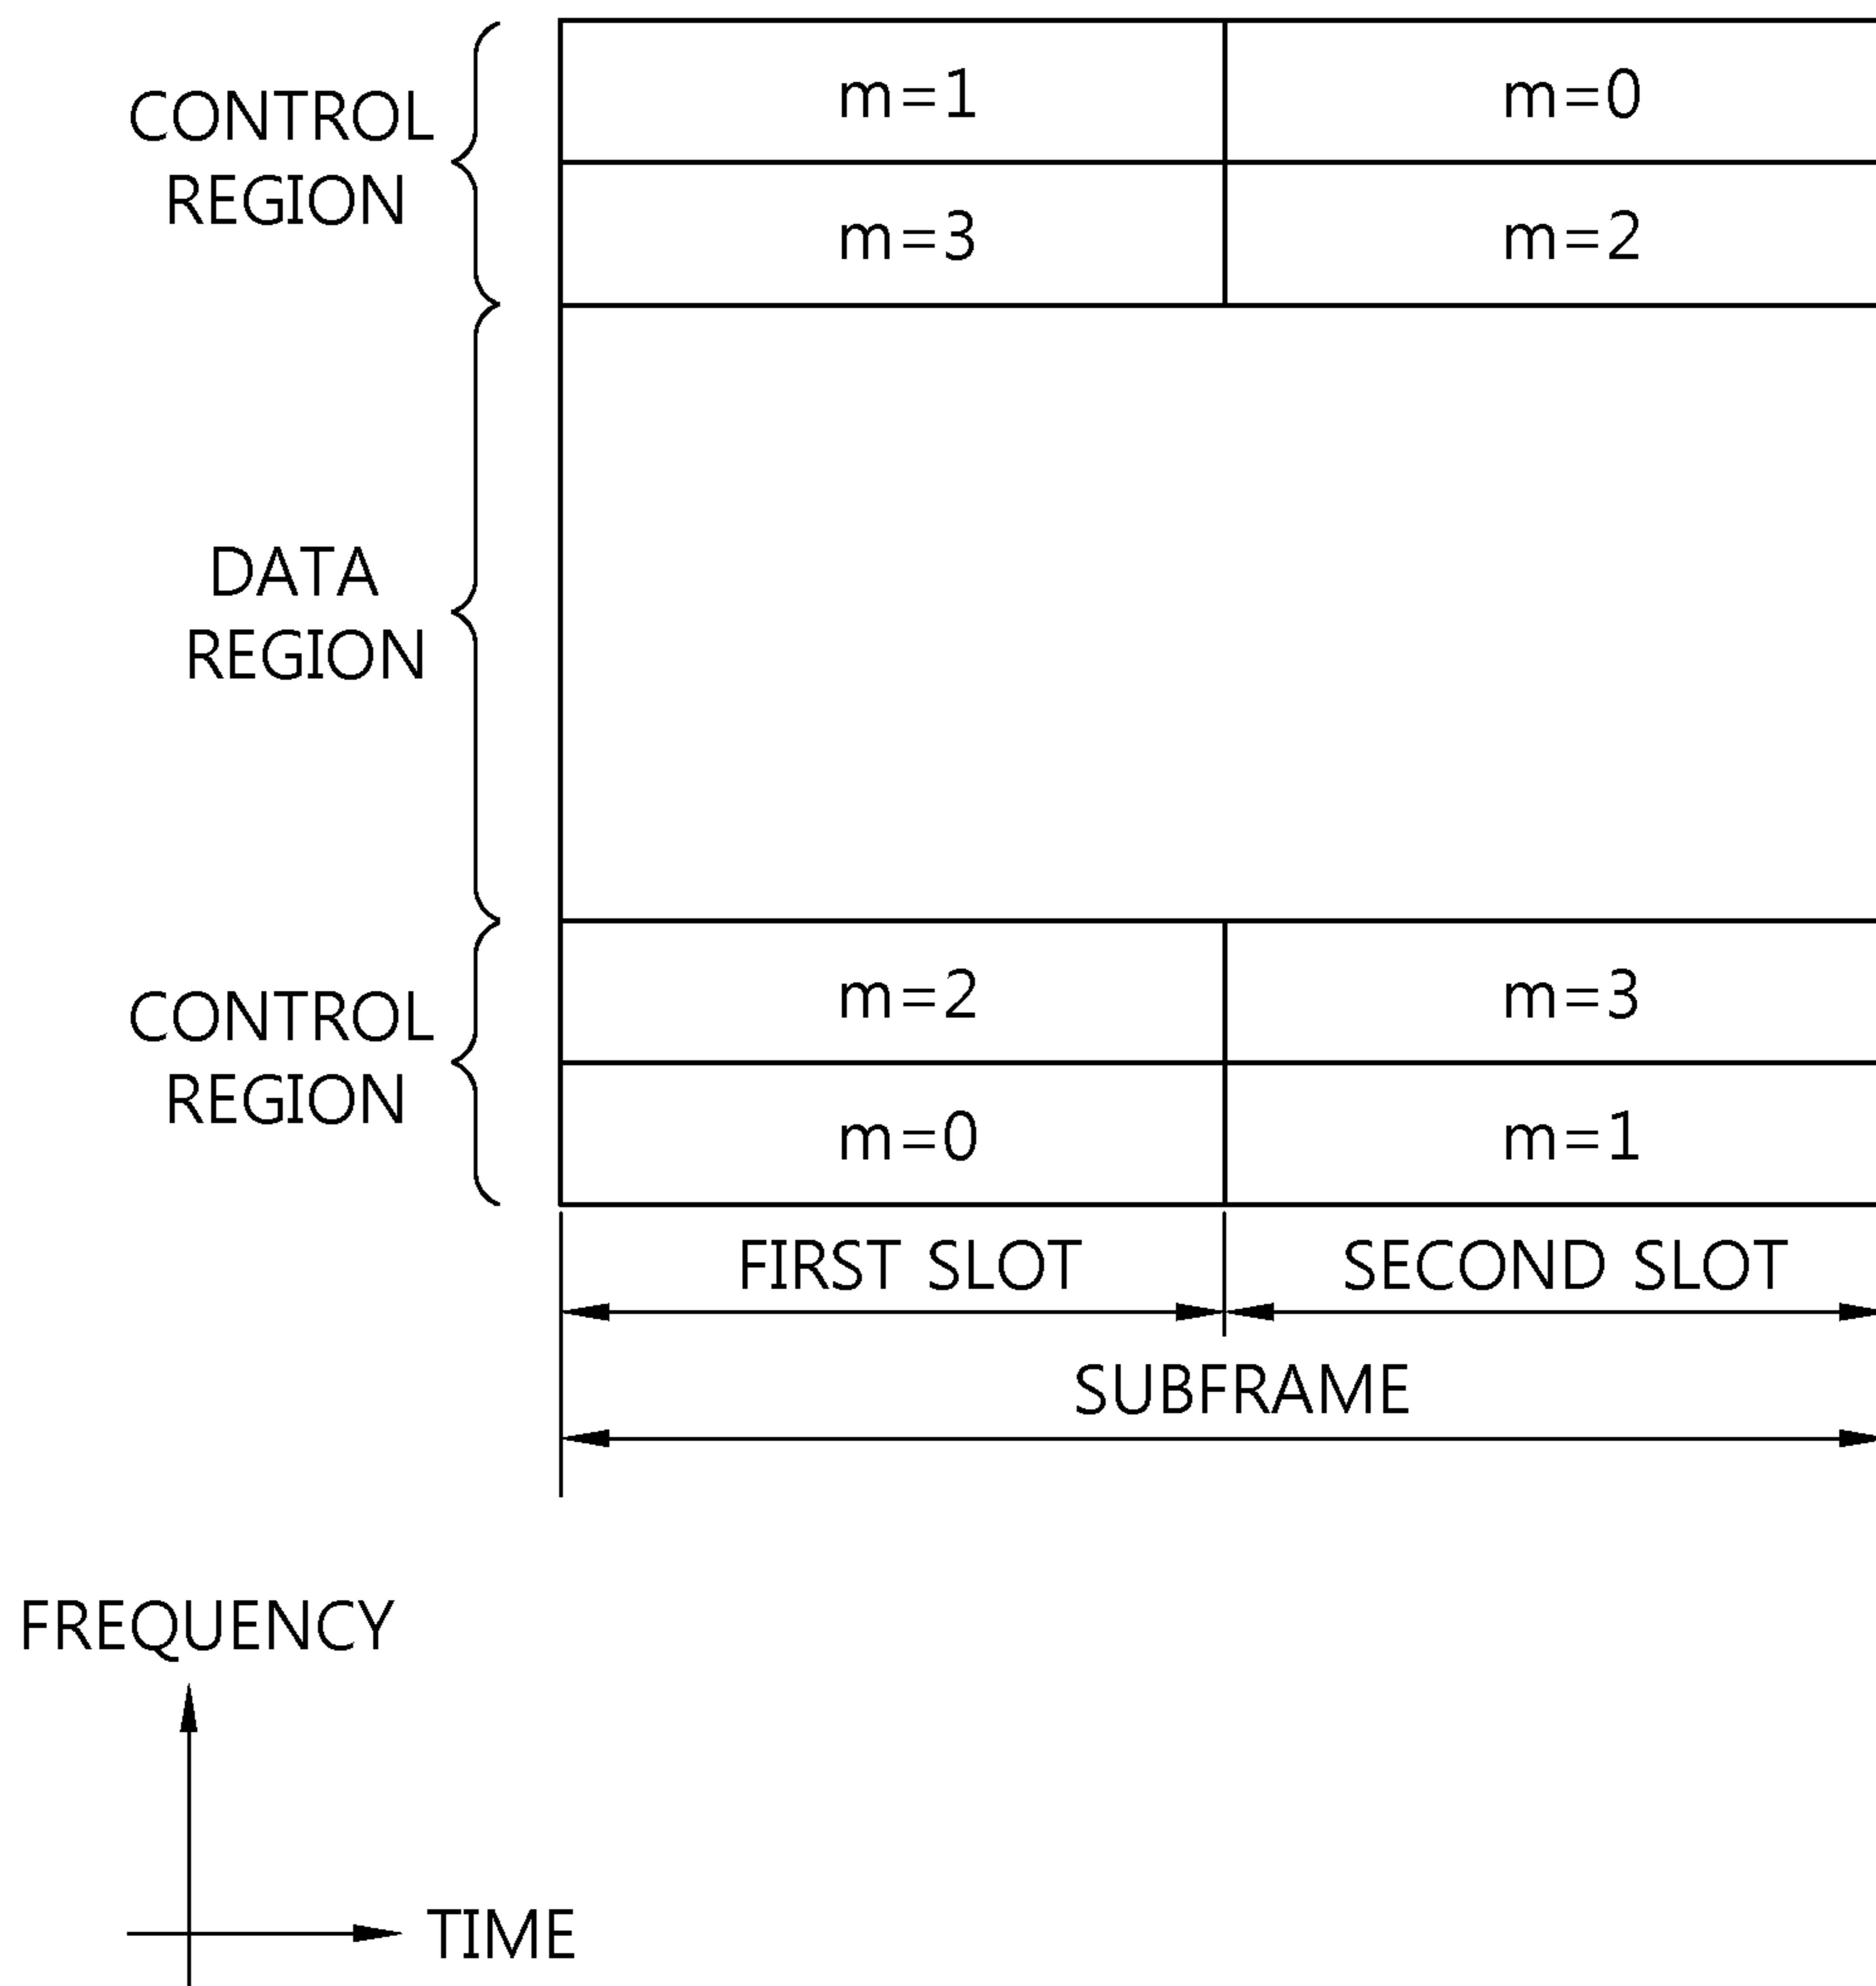 m=1 m=0
CONTROL
REGION
m=3 m=2
DATA
REGION
m=2 m=3
CONTROL
REGION
m=0 m=1
FIRST SLOT SECOND SLOT
SUBFRAME
FREQUENCY
TIME